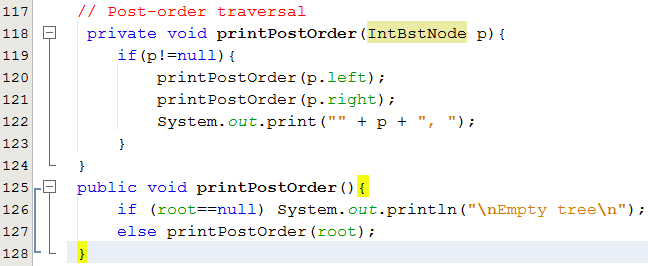 117 // Post-order traversal
118 private void printPostOrder(IntBstNode p){
119 if(p!=null){
120 printPostOrder(p.left);
121 printPostOrder(p.right);
122 System.out.print("" + p + ", ");
123 }
124 }
125 public void printPostOrder(){
126 if (root==null) System.out.println("\nEmpty tree\n");
127 else printPostOrder(root);
128 }